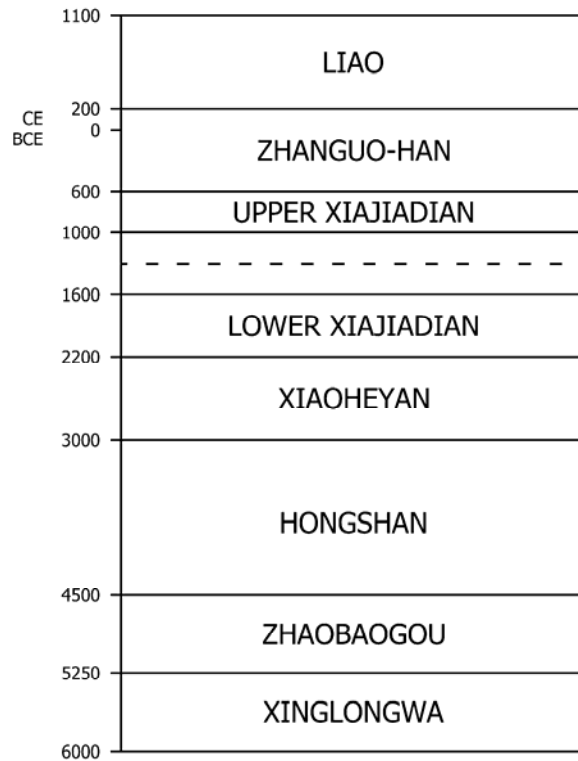 1100
LIAO
200
CE
0
BCE
ZHANGUO-HAN
600
UPPER XIAJIADIAN
1000
1600
LOWER XIAJIADIAN
2200
XIAOHEYAN
3000
HONGSHAN
4500
ZHAOBAOGOU
5250
XINGLONGWA
6000